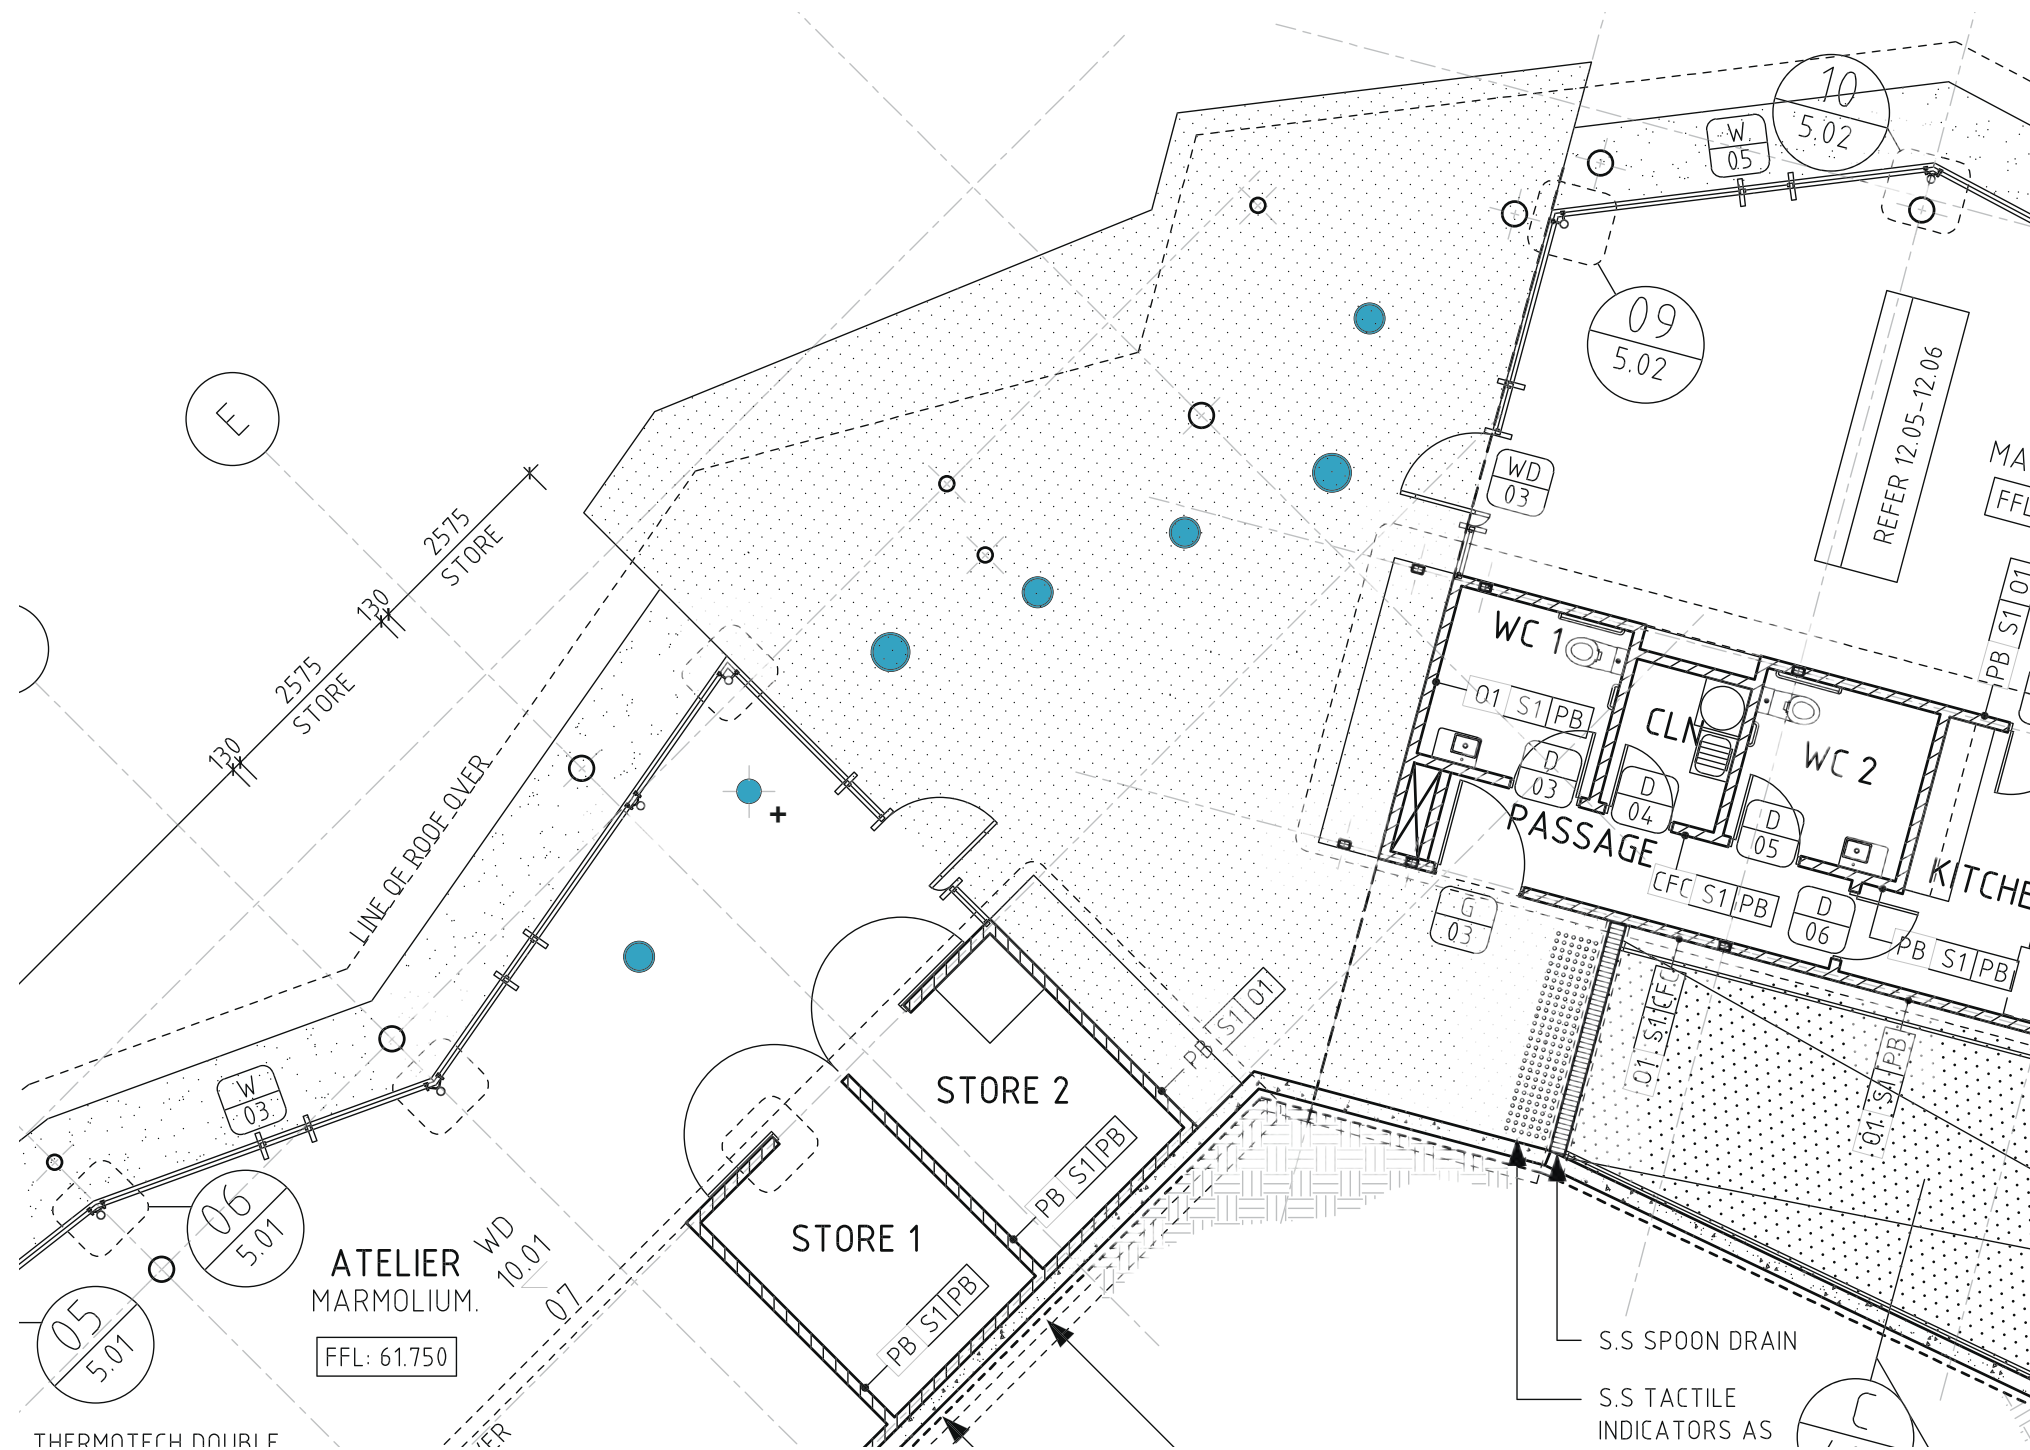 10
5.02
W
05
09
5.02
REFER 12.05-12.06
MA
FFL
E
2575
STORE
130
2575
STORE
130
LINE OF ROOF OVER
WD
03
WC 1
01 S1 PB
PB S1 01
CLN
WC 2
D
03
D
04
D
05
PASSAGE
CFC S1 PB
D
06
KITCHE
PB S1 PB
G
03
01 S1 CFC
01 S1 PB
PB S1 01
STORE 2
PB S1 PB
STORE 1
PB S1 PB
W
03
06
5.01
05
5.01
ATELIER
MARMOLIUM.
FFL: 61.750
WD
10.01
07
THERMOTECH DOUBLE
S.S SPOON DRAIN
S.S TACTILE
INDICATORS AS
C